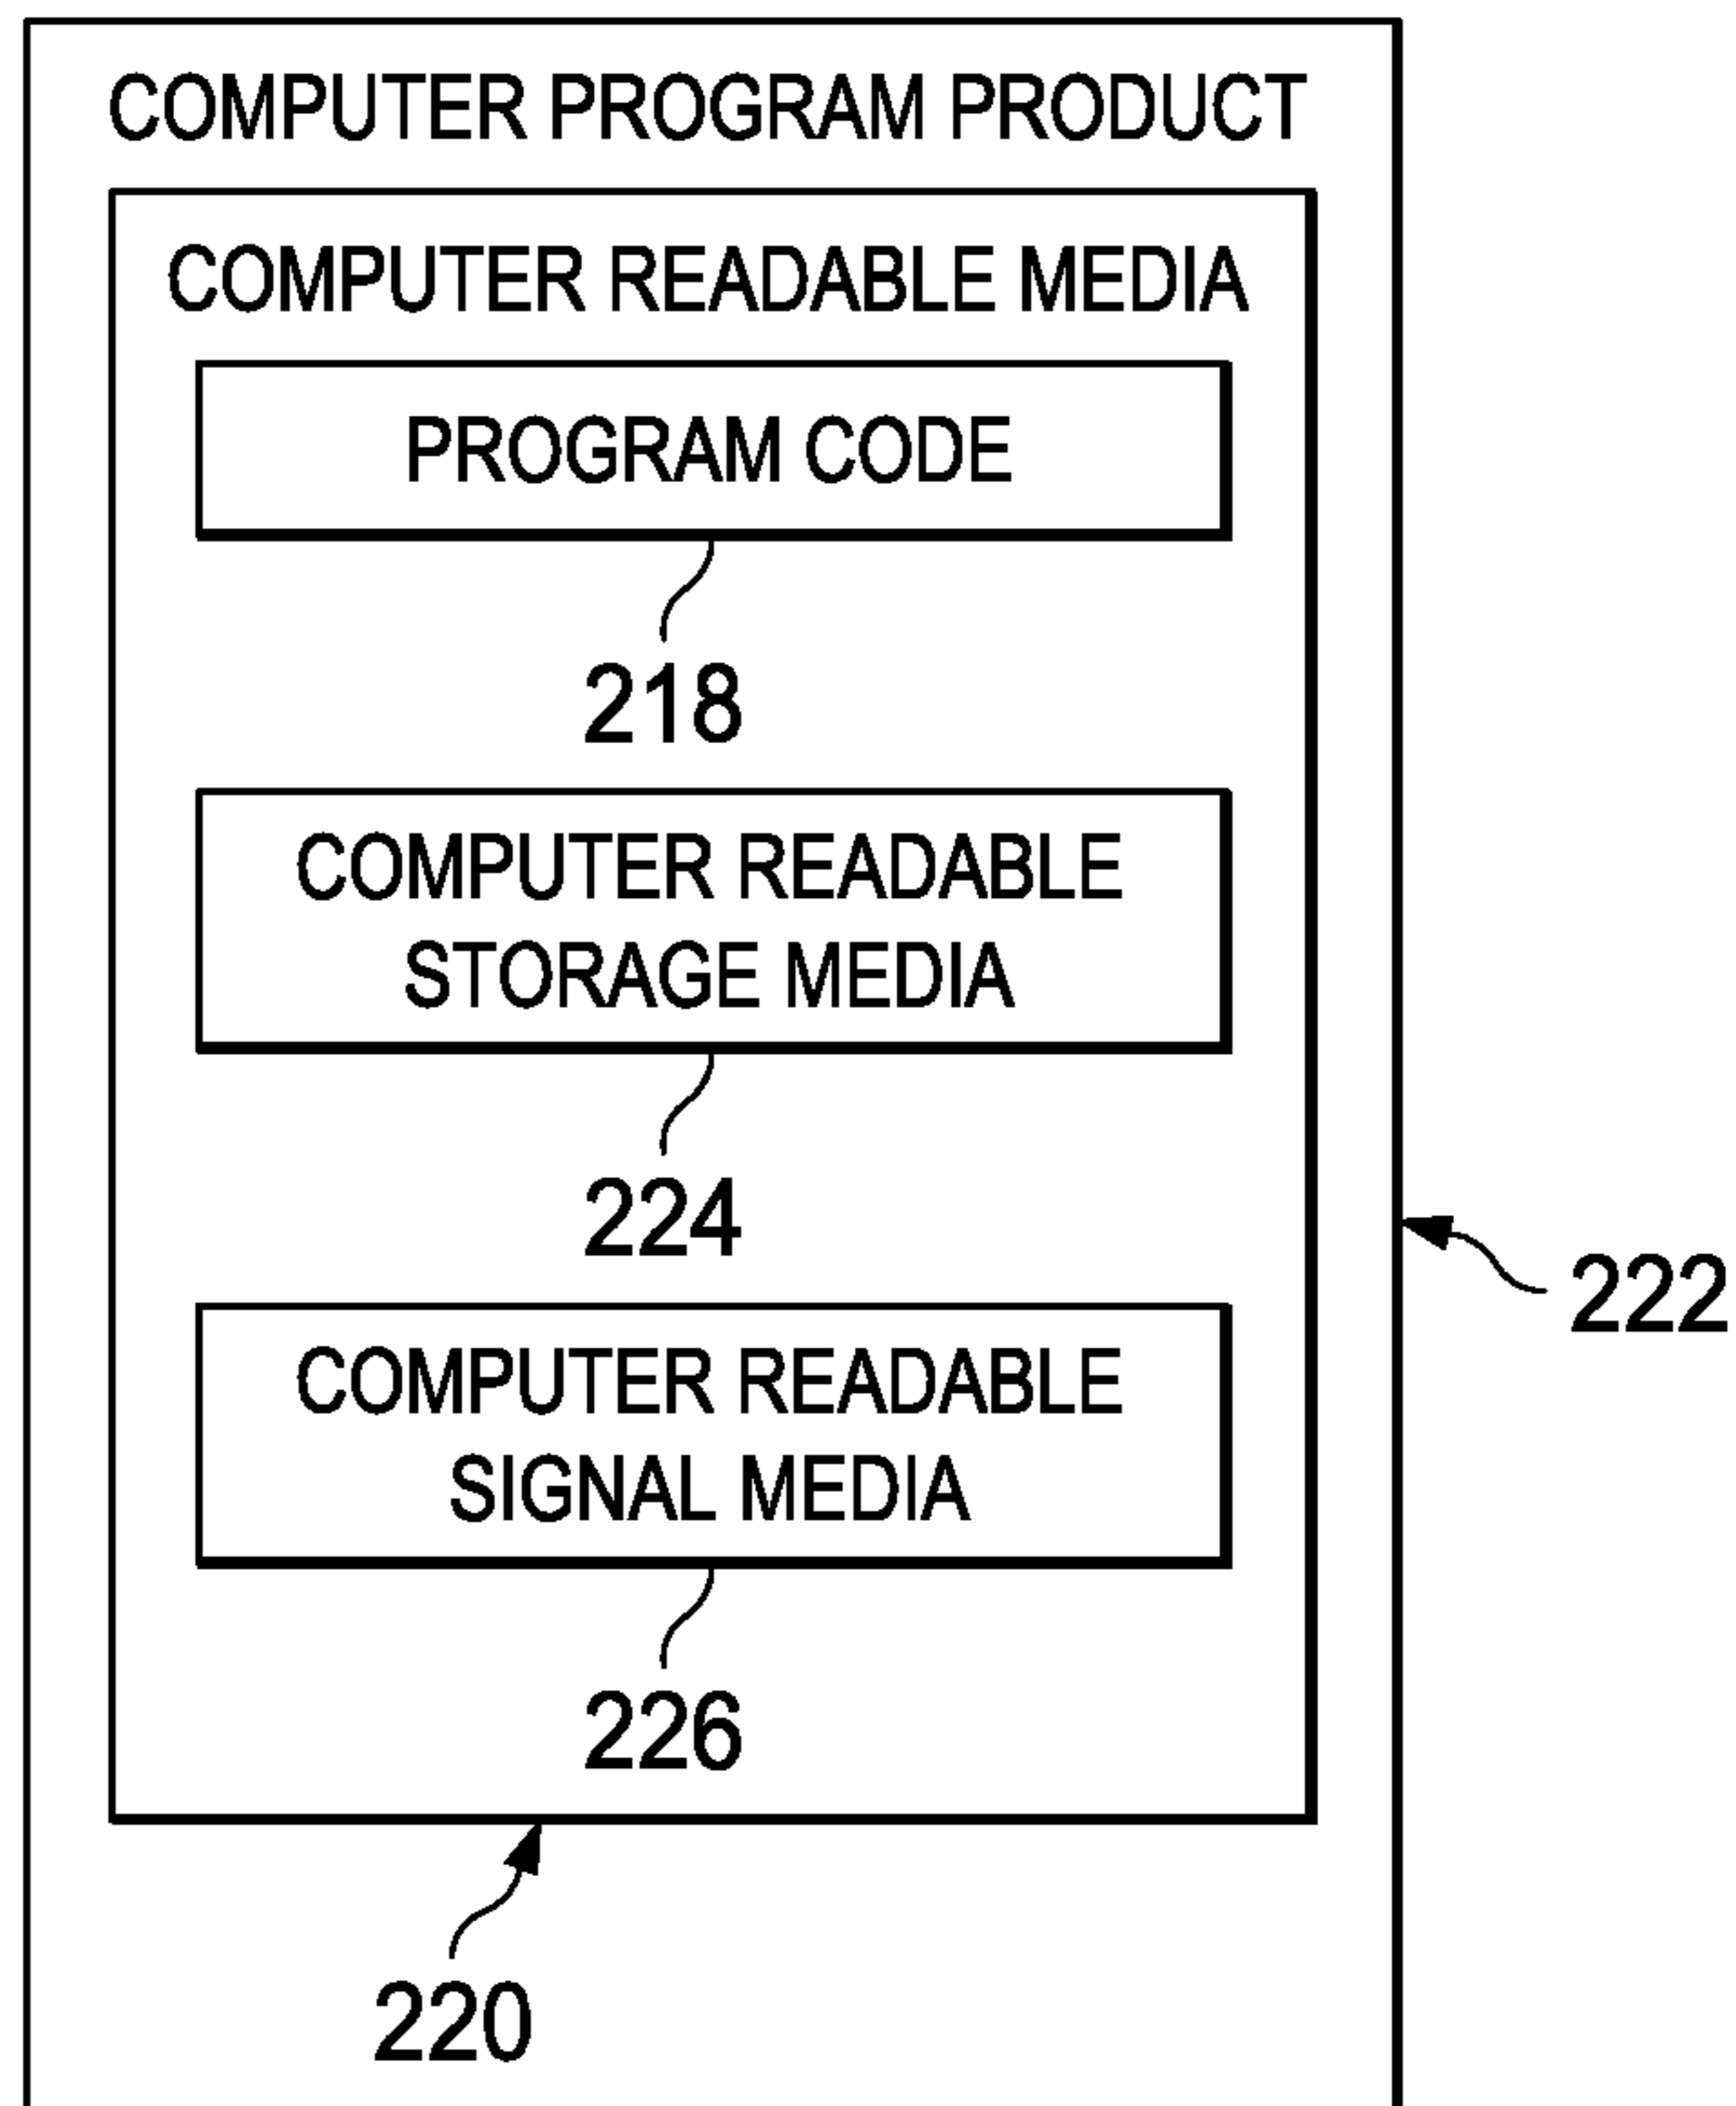 COMPUTER PROGRAM PRODUCT
COMPUTER READABLE MEDIA
PROGRAM CODE
218
COMPUTER READABLE
STORAGE MEDIA
224
222
COMPUTER READABLE
SIGNAL MEDIA
226
220